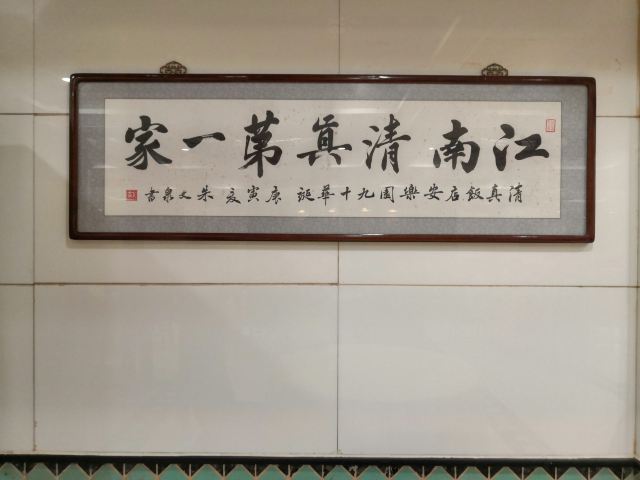 江南清真第一家
清真飯店安樂園九十華誕 庚寅夏 朱文泉書